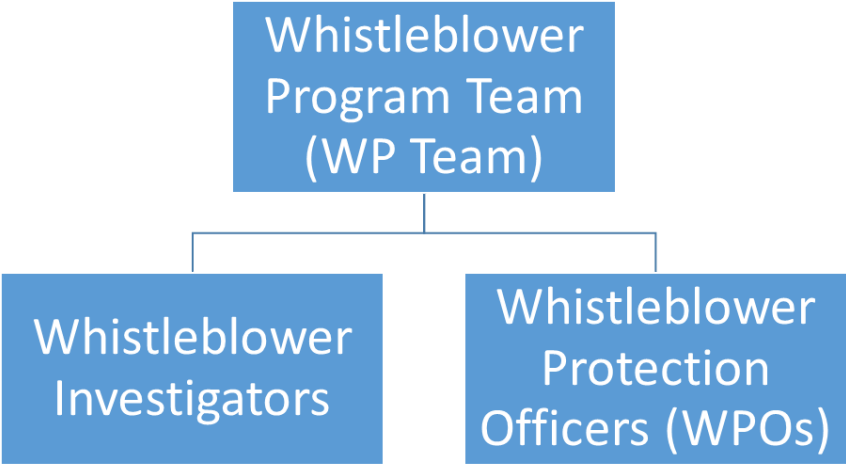 Whistleblower
Program Team
(WP Team)
Whistleblower
Investigators
Whistleblower
Protection
Officers (WPOs)